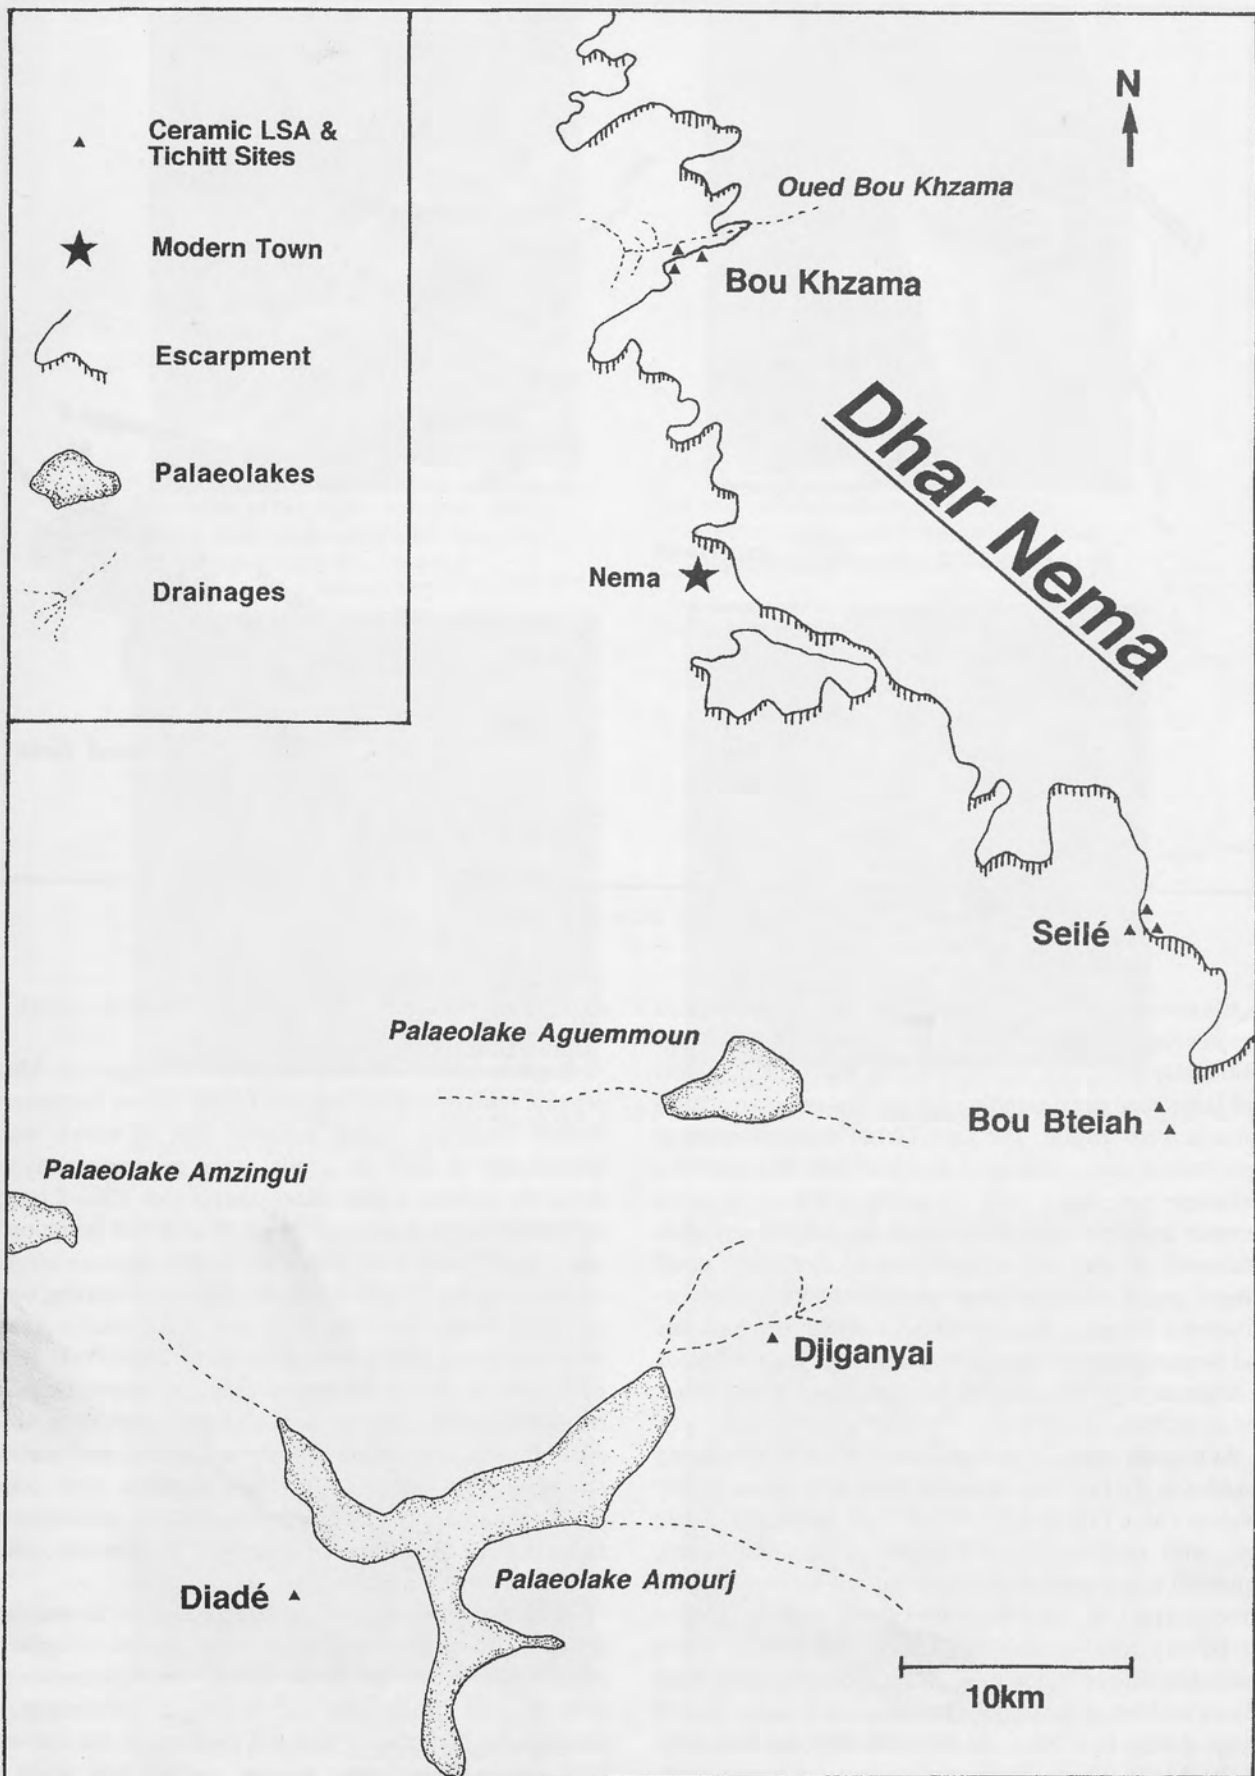 Ceramic LSA &
Tichitt Sites
Modern Town
Escarpment
Palaeolakes
Drainages
N
Oued Bou Khzama
Bou Khzama
Dhar Nema
Nema
Seilé
Palaeolake Aguemmoun
Bou Bteiah
Palaeolake Amzingui
Djiganyai
Palaeolake Amourj
Diadé
10km